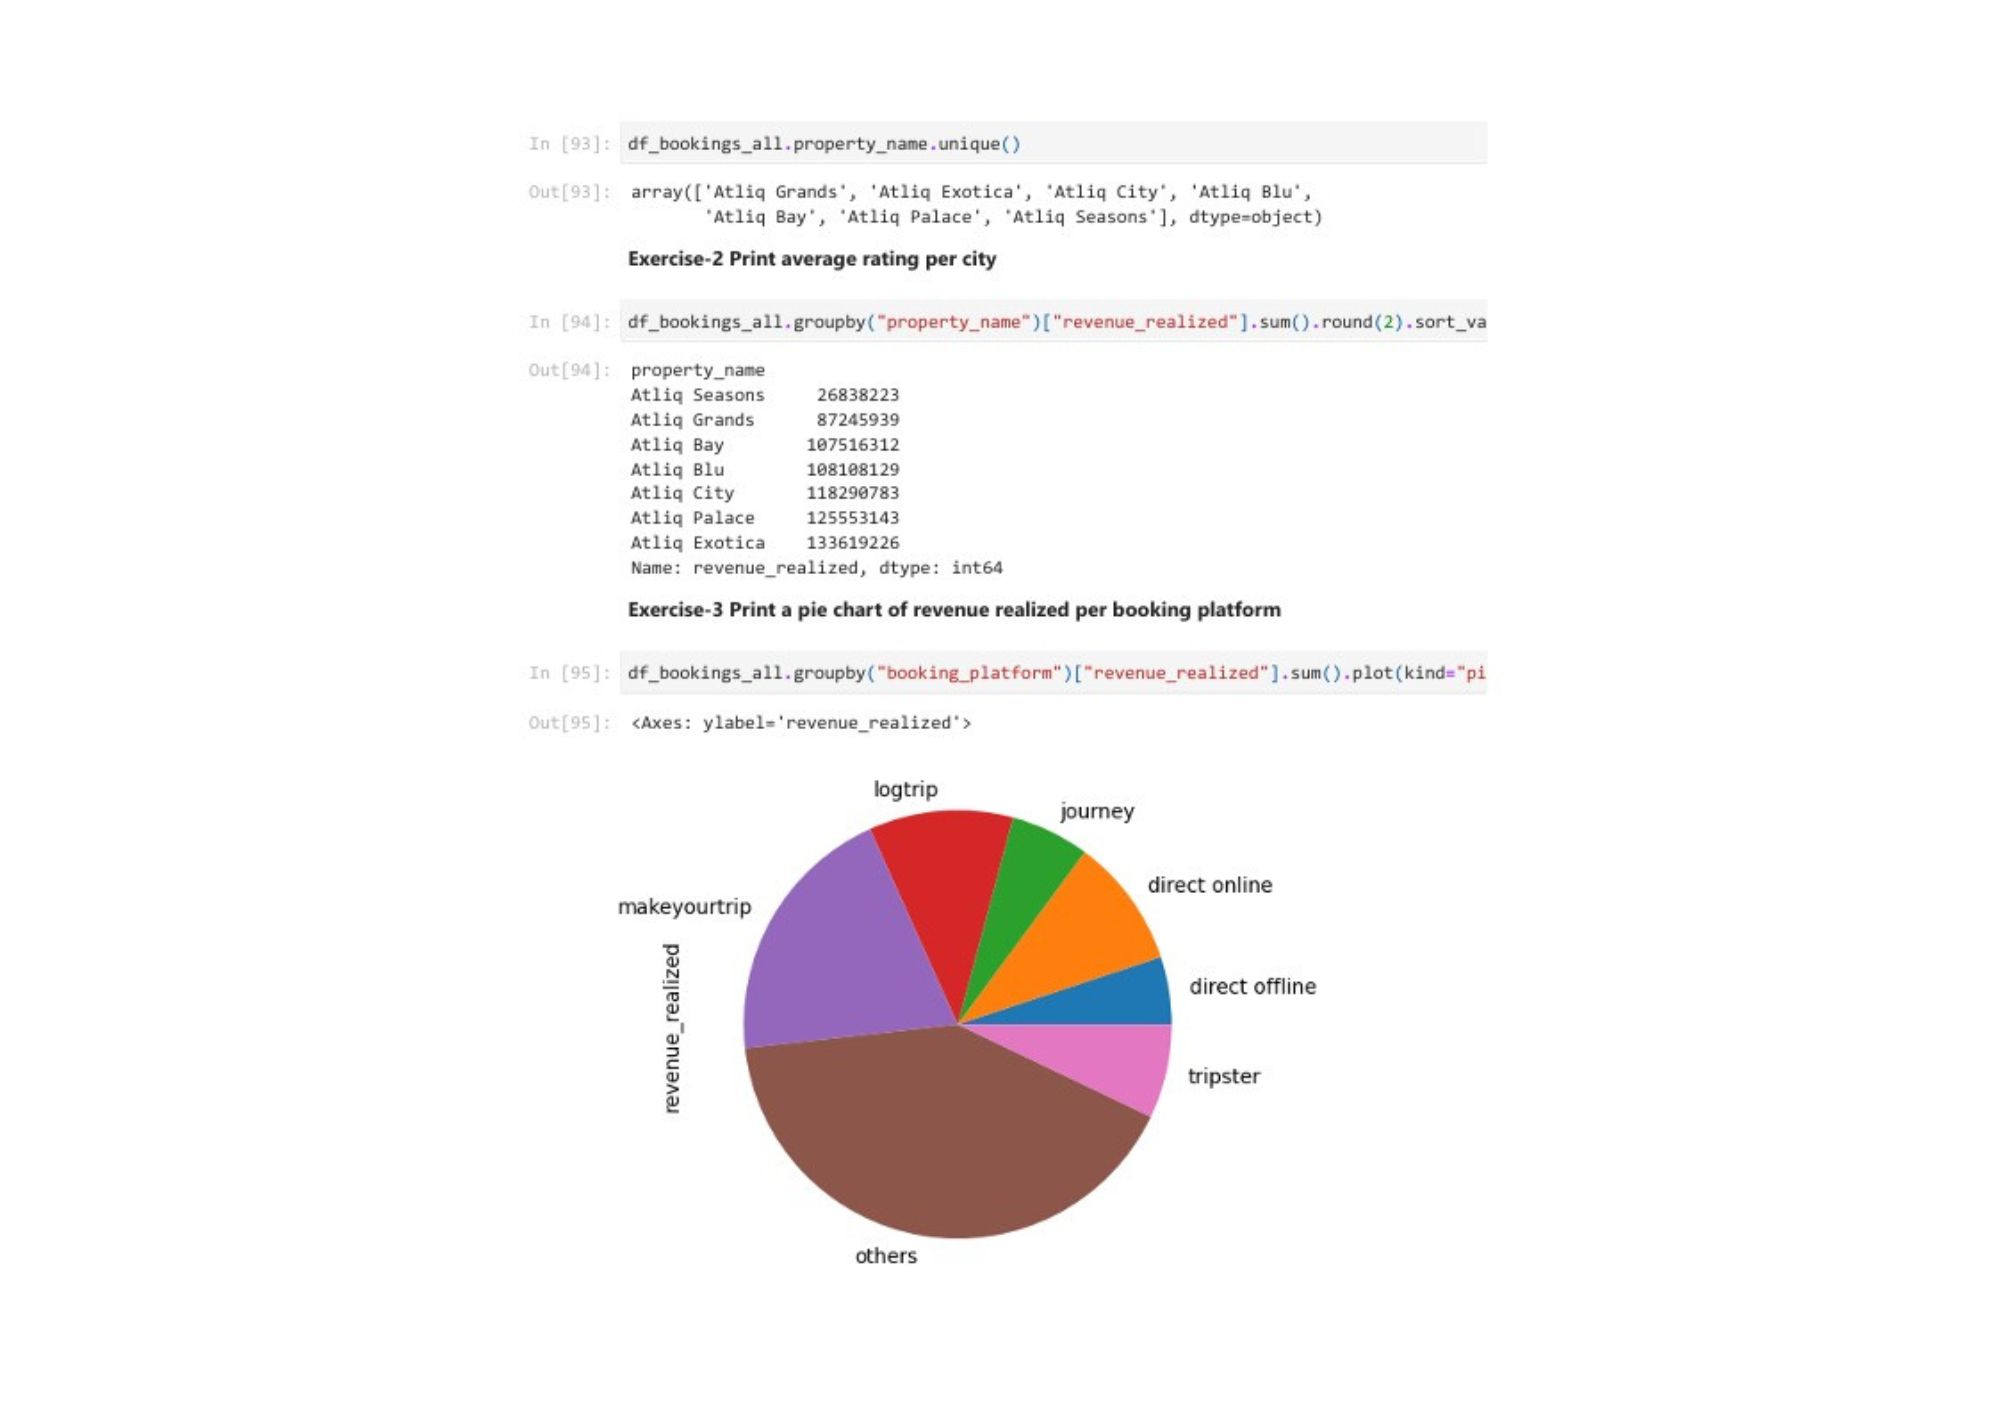 In [93]: df_bookings_all.property_name.unique()
Out[93]: array(['Atliq Grands', 'Atliq Exotica', 'Atliq City', 'Atliq Blu',
'Atliq Bay', 'Atliq Palace', 'Atliq Seasons'], dtype=object)
Exercise-2 Print average rating per city
In [94]: df_bookings_all.groupby("property_name")["revenue_realized"].sum().round(2).sort_va
Out[94]: property_name
Atliq Seasons 26838223
Atliq Grands 87245939
Atliq Bay 107516312
Atliq Blu 108108129
Atliq City 118290783
Atliq Palace 125553143
Atliq Exotica 133619226
Name: revenue_realized, dtype: int64
Exercise-3 Print a pie chart of revenue realized per booking platform
In [95]: df_bookings_all.groupby("booking_platform")["revenue_realized"].sum().plot(kind="pi
Out[95]: <Axes: ylabel='revenue_realized'>
logtrip
journey
direct online
makeyourtrip
direct offline
revenue_realized
tripster
others